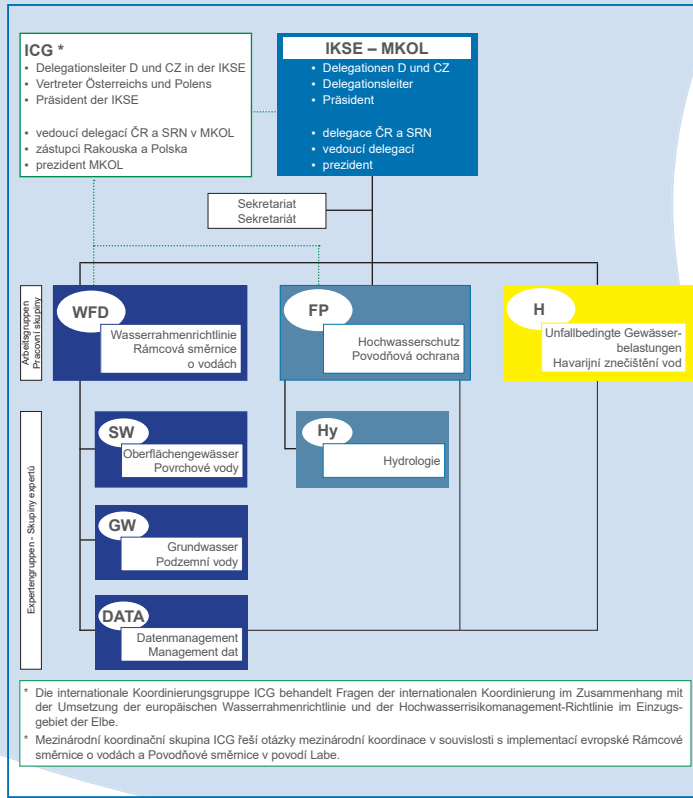 ICG *
▪ Delegationsleiter D und CZ in der IKSE
▪ Vertreter Österreichs und Polens
▪ Präsident der IKSE
▪ vedoucí delegací ČR a SRN v MKOL
▪ zástupci Rakouska a Polska
▪ prezident MKOL
IKSE – MKOL
▪ Delegationen D und CZ
▪ Delegationsleiter
▪ Präsident
▪ delegace ČR a SRN
▪ vedoucí delegací
▪ prezident
Sekretariat
Sekretariát
Arbeitsgruppen
Pracovní skupiny
WFD
Wasserrahmenrichtlinie
Rámcová směrnice
o vodách
FP
Hochwasserschutz
Povodňová ochrana
H
Unfallbedingte Gewässer-
belastungen
Havarijní znečištění vod
Expertengruppen - Skupiny expertů
SW
Oberflächengewässer
Povrchové vody
Hy
Hydrologie
GW
Grundwasser
Podzemní vody
DATA
Datenmanagement
Management dat
* Die internationale Koordinierungsgruppe ICG behandelt Fragen der internationalen Koordinierung im Zusammenhang mit
der Umsetzung der europäischen Wasserrahmenrichtlinie und der Hochwasserrisikomanagement-Richtlinie im Einzugs-
gebiet der Elbe.
* Mezinárodní koordinační skupina ICG řeší otázky mezinárodní koordinace v souvislosti s implementací evropské Rámcové
směrnice o vodách a Povodňové směrnice v povodí Labe.